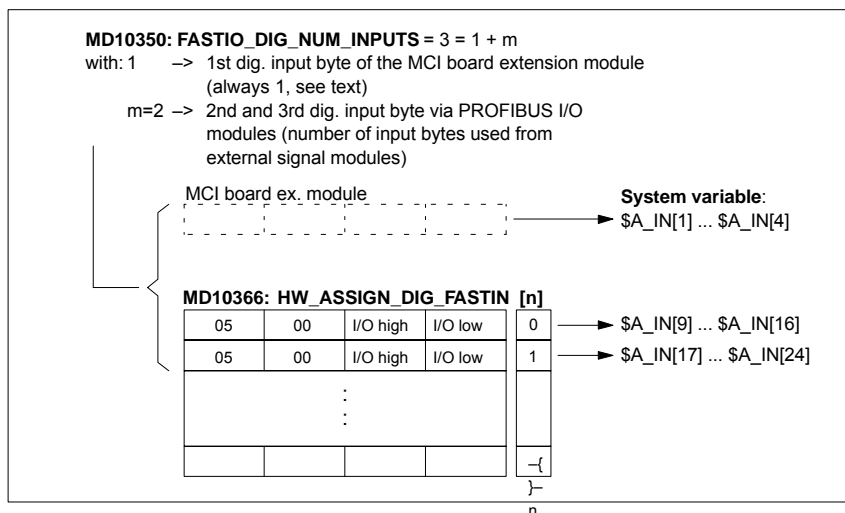 MD10350: FASTIO_DIG_NUM_INPUTS = 3 = 1 + m
with: 1 –> 1st dig. input byte of the MCI board extension module
(always 1, see text)
m=2 –> 2nd and 3rd dig. input byte via PROFIBUS I/O
modules (number of input bytes used from
external signal modules)
MCI board ex. module
System variable:
$A_IN[1] ... $A_IN[4]
MD10366: HW_ASSIGN_DIG_FASTIN [n]
05 00 I/O high I/O low 0 $A_IN[9] ... $A_IN[16]
05 00 I/O high I/O low 1 $A_IN[17] ... $A_IN[24]
:
:
–{
}–
n